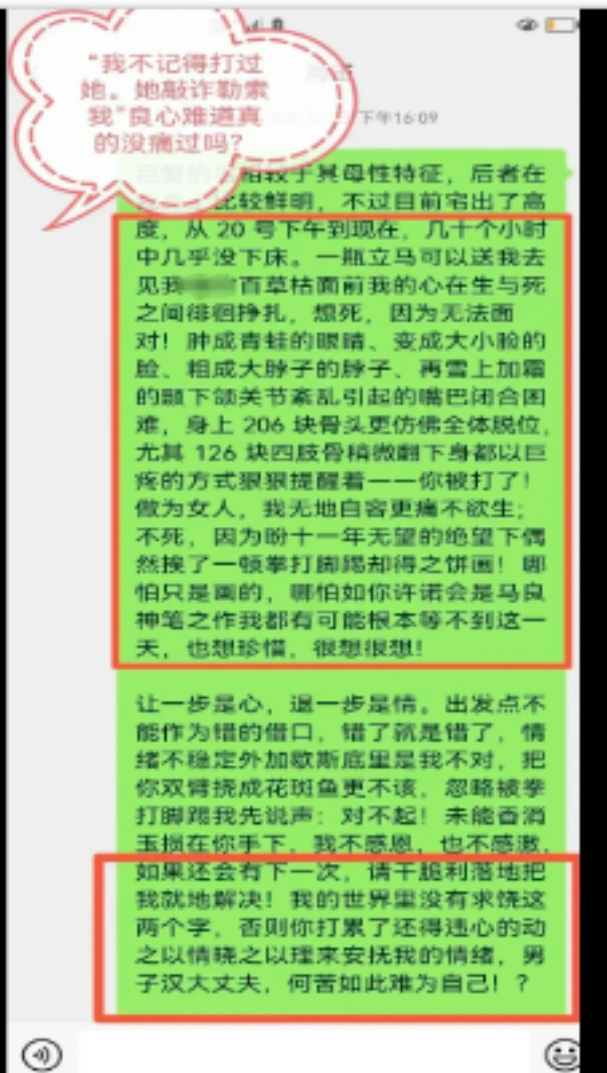 “我不记得打过
她。她敲诈勒索
我”良心难道真
的没痛过吗？
下午16:09
相较于其母性特征，后者在
比较鲜明，不过目前宅出了高
度，从 20 号下午到现在，几十个小时
中几乎没下床。一瓶立马可以送我去
见我 百草枯面前我的心在生与死
之间徘徊挣扎，想死，因为无法面
对！肿成青蛙的眼睛、变成大小脸的
脸、粗成大脖子的脖子、再雪上加霜
的颞下颌关节紊乱引起的嘴巴闭合困
难，身上 206 块骨头更仿佛全体脱位，
尤其 126 块四肢骨稍微翻下身都以巨
疼的方式狠狠提醒着——你被打了！
做为女人，我无地自容更痛不欲生；
不死，因为盼十一年无望的绝望下偶
然挨了一顿拳打脚踢却得之饼画！哪
怕只是画的，哪怕如你许诺会是马良
神笔之作我都有可能根本等不到这一
天，也想珍惜，很想很想！
让一步是心，退一步是情。出发点不
能作为错的借口，错了就是错了，情
绪不稳定外加歇斯底里是我不对，把
你双臂挠成花斑鱼更不该，忽略被拳
打脚踢我先说声：对不起！未能香消
玉损在你手下，我不感恩，也不感激，
如果还会有下一次，请干脆利落地把
我就地解决！我的世界里没有求饶这
两个字，否则你打累了还得违心的动
之以情晓之以理来安抚我的情绪，男
子汉大丈夫，何苦如此难为自己！？